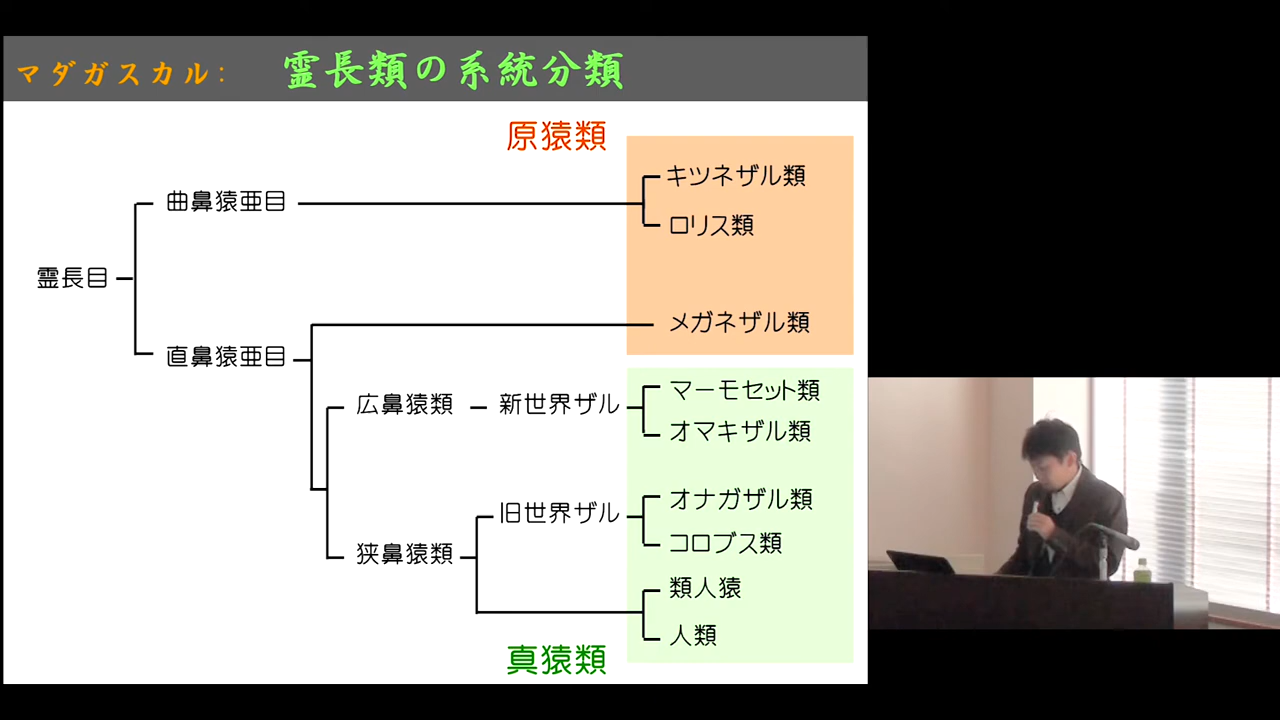 マダガスカル: 霊長類の系統分類
原猿類
キツネザル類
曲鼻猿亜目
ロリス類
霊長目
メガネザル類
直鼻猿亜目
マーモセット類
広鼻猿類 新世界ザル
オマキザル類
オナガザル類
旧世界ザル
コロブス類
狭鼻猿類
類人猿
人類
真猿類